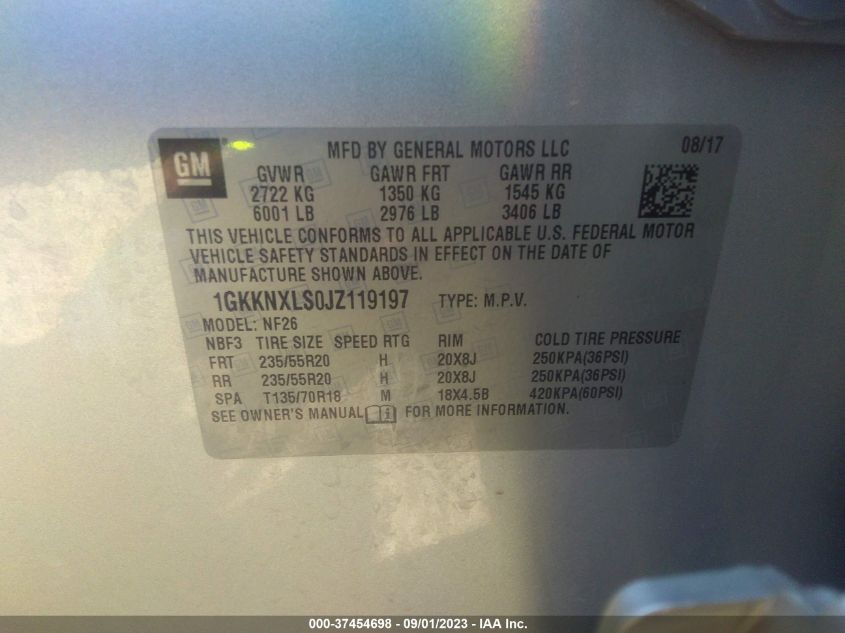 GM
MFD BY GENERAL MOTORS LLC 08/17
GVWR GAWR FRT GAWR RR
2722 KG 1350 KG 1545 KG
6001 LB 2976 LB 3406 LB
THIS VEHICLE CONFORMS TO ALL APPLICABLE U.S. FEDERAL MOTOR
VEHICLE SAFETY STANDARDS IN EFFECT ON THE DATE OF
MANUFACTURE SHOWN ABOVE.
1GKKNXLS0JZ119197 TYPE: M.P.V.
MODEL: NF26
NBF3 TIRE SIZE SPEED RTG RIM COLD TIRE PRESSURE
FRT 235/55R20 H 20X8J 250KPA(36PSI)
RR 235/55R20 H 20X8J 250KPA(36PSI)
SPA T135/70R18 M 18X4.5B 420KPA(60PSI)
SEE OWNER'S MANUAL FOR MORE INFORMATION.
000-37454698 - 09/01/2023 - IAA Inc.